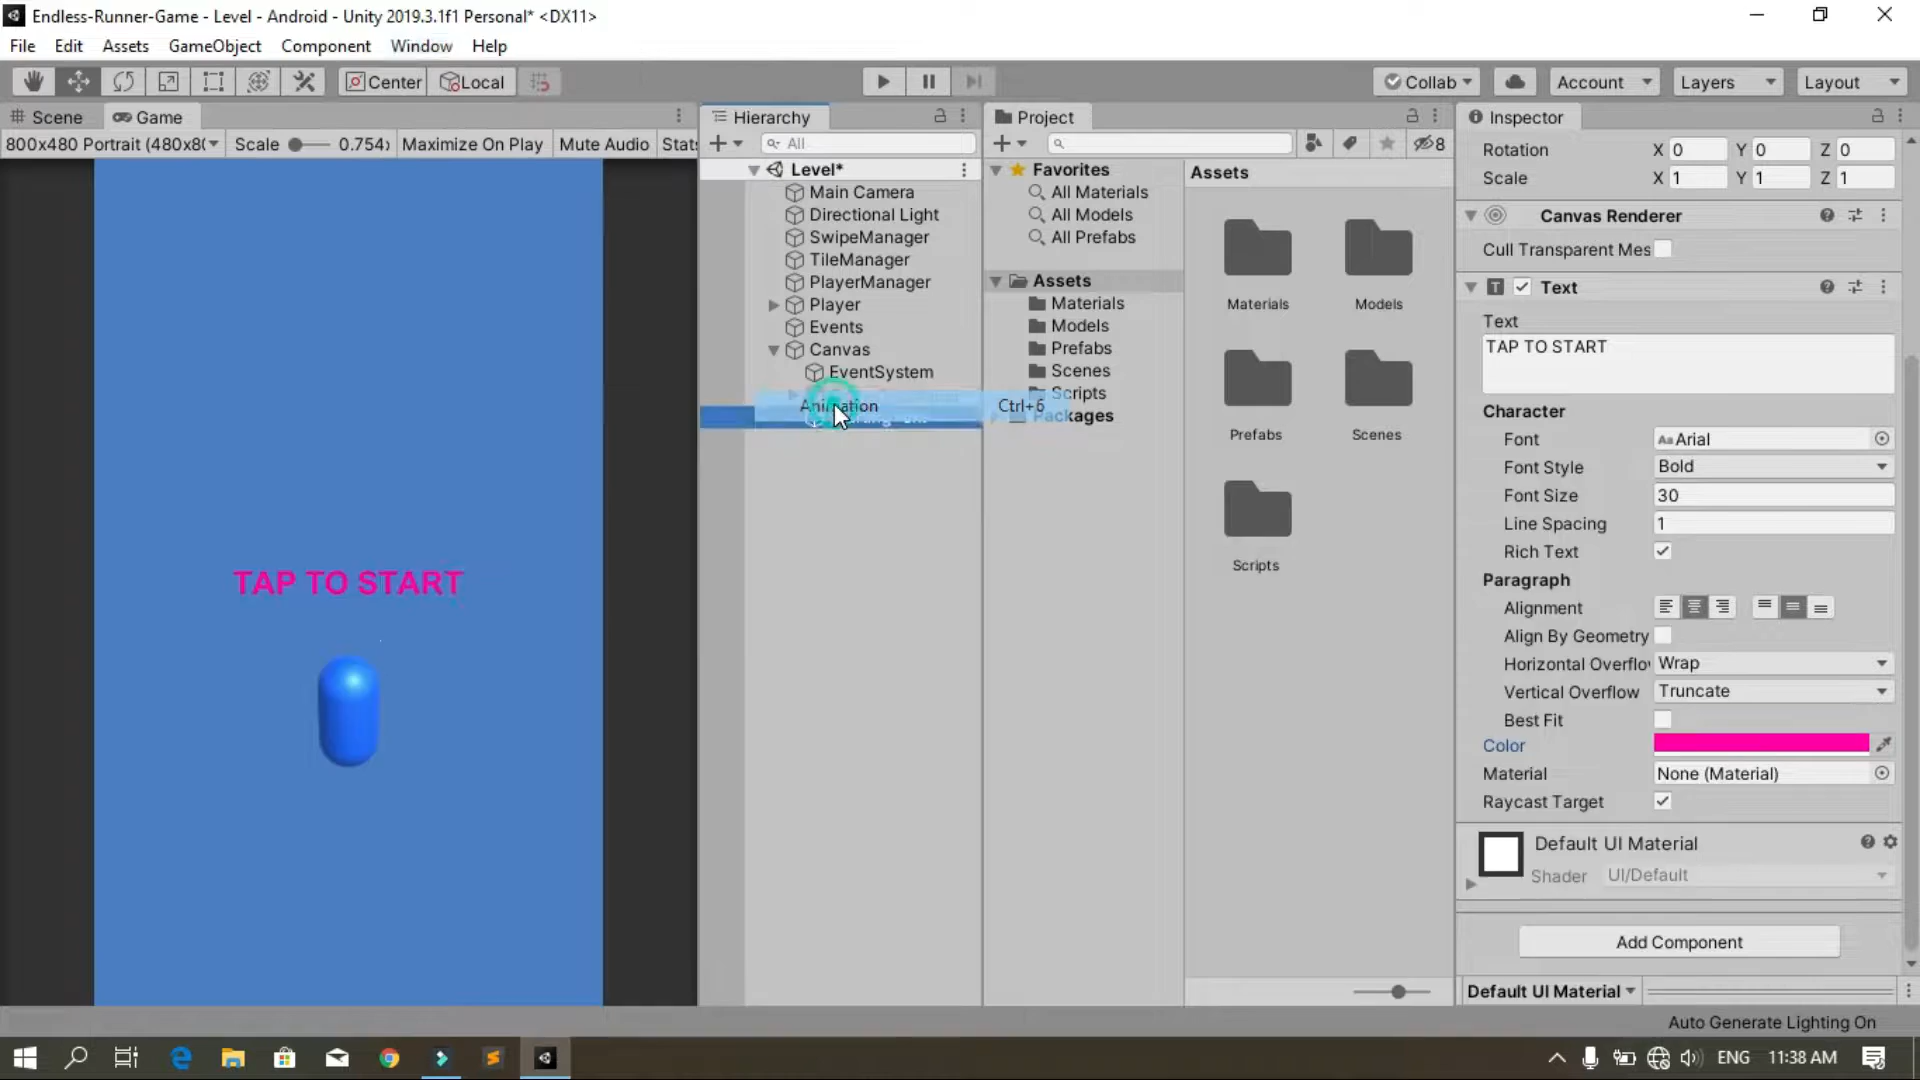 Endless-Runner-Game - Level - Android - Unity 2019.3.1f1 Personal* <DX11>
File Edit Assets GameObject Component Window Help
Center Local Collab Account Layers Layout
Scene Game
800x480 Portrait (480x8( Scale 0.754› Maximize On Play Mute Audio Stat
TAP TO START
Hierarchy
All
Level*
Main Camera
Directional Light
SwipeManager
TileManager
PlayerManager
Player
Events
Canvas
EventSystem
Animation Ctrl+6
Project
8
Favorites
All Materials
All Models
All Prefabs
Assets
Materials
Models
Prefabs
Scenes
Scripts
Packages
Assets
Materials
Models
Prefabs
Scenes
Scripts
Inspector
Rotation X 0 Y 0 Z 0
Scale X 1 Y 1 Z 1
Canvas Renderer
Cull Transparent Mes
Text
Text
TAP TO START
Character
Font Aa Arial
Font Style Bold
Font Size 30
Line Spacing 1
Rich Text
Paragraph
Alignment
Align By Geometry
Horizontal Overflo Wrap
Vertical Overflow Truncate
Best Fit
Color
Material None (Material)
Raycast Target
Default UI Material
Shader UI/Default
Add Component
Default UI Material
Auto Generate Lighting On
ENG 11:38 AM